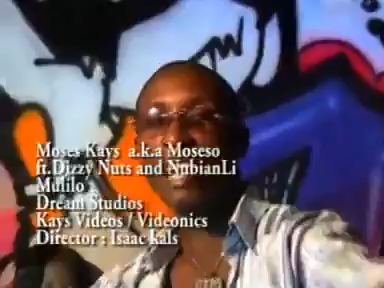 Moses Kays a.k.a Moseso
ft.Dizzy Nuts and NubianLi
Mulilo
Dream Studios
Kays Videos / Videonics
Director : Isaac kals